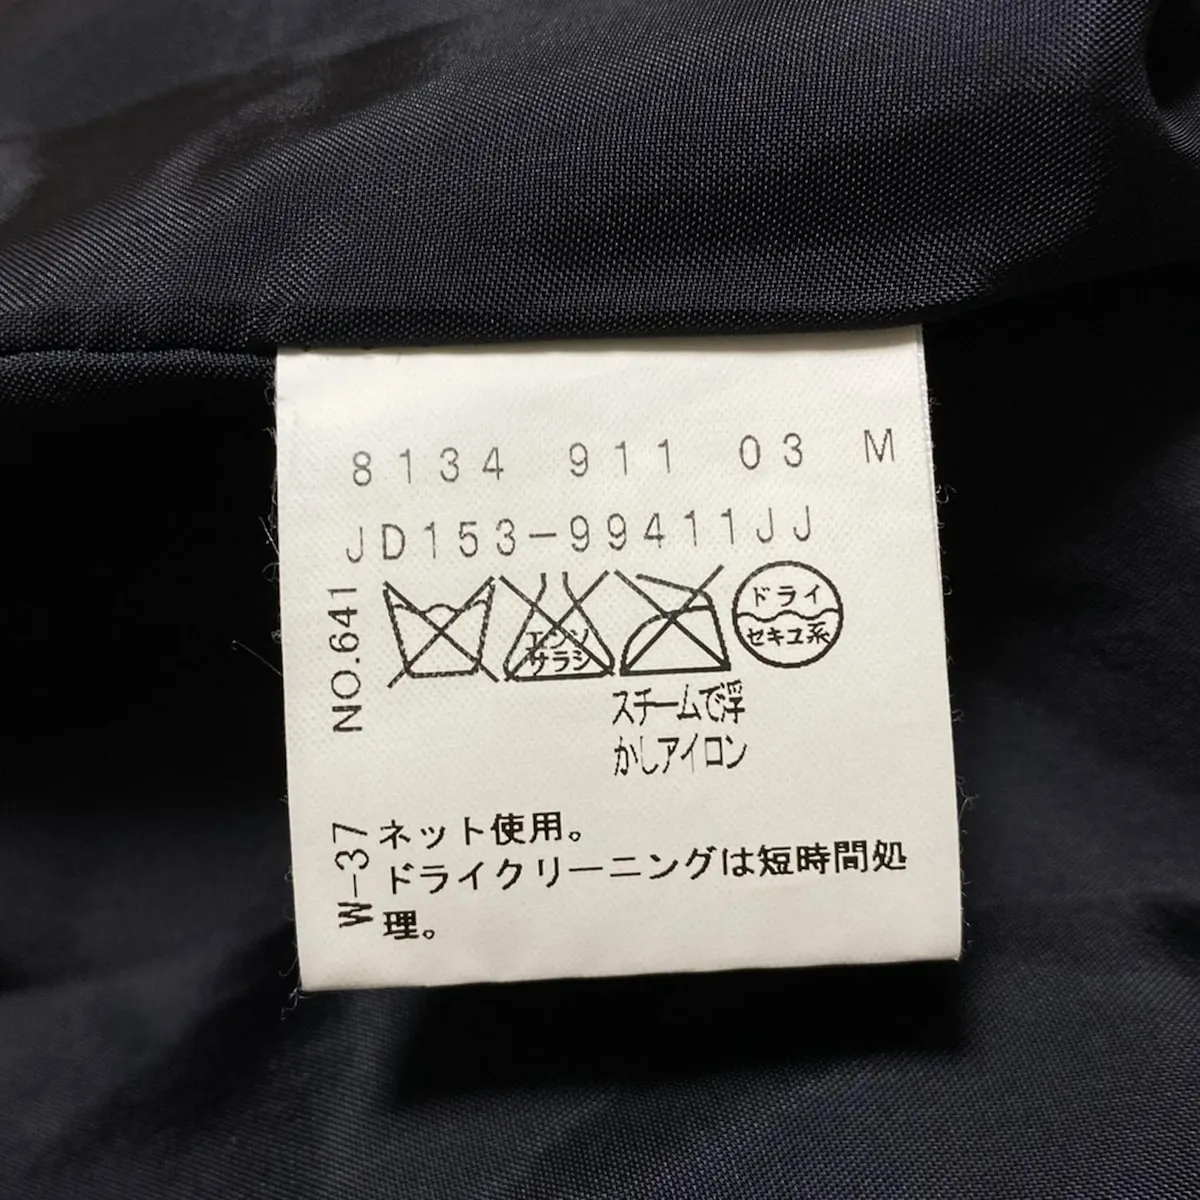 8134 911 03 M
JD153-99411JJ
NO.641
エンソ
サラシ
ドライ
セキユ系
スチームで浮
かしアイロン
W-37
ネット使用。
ドライクリーニングは短時間処
理。